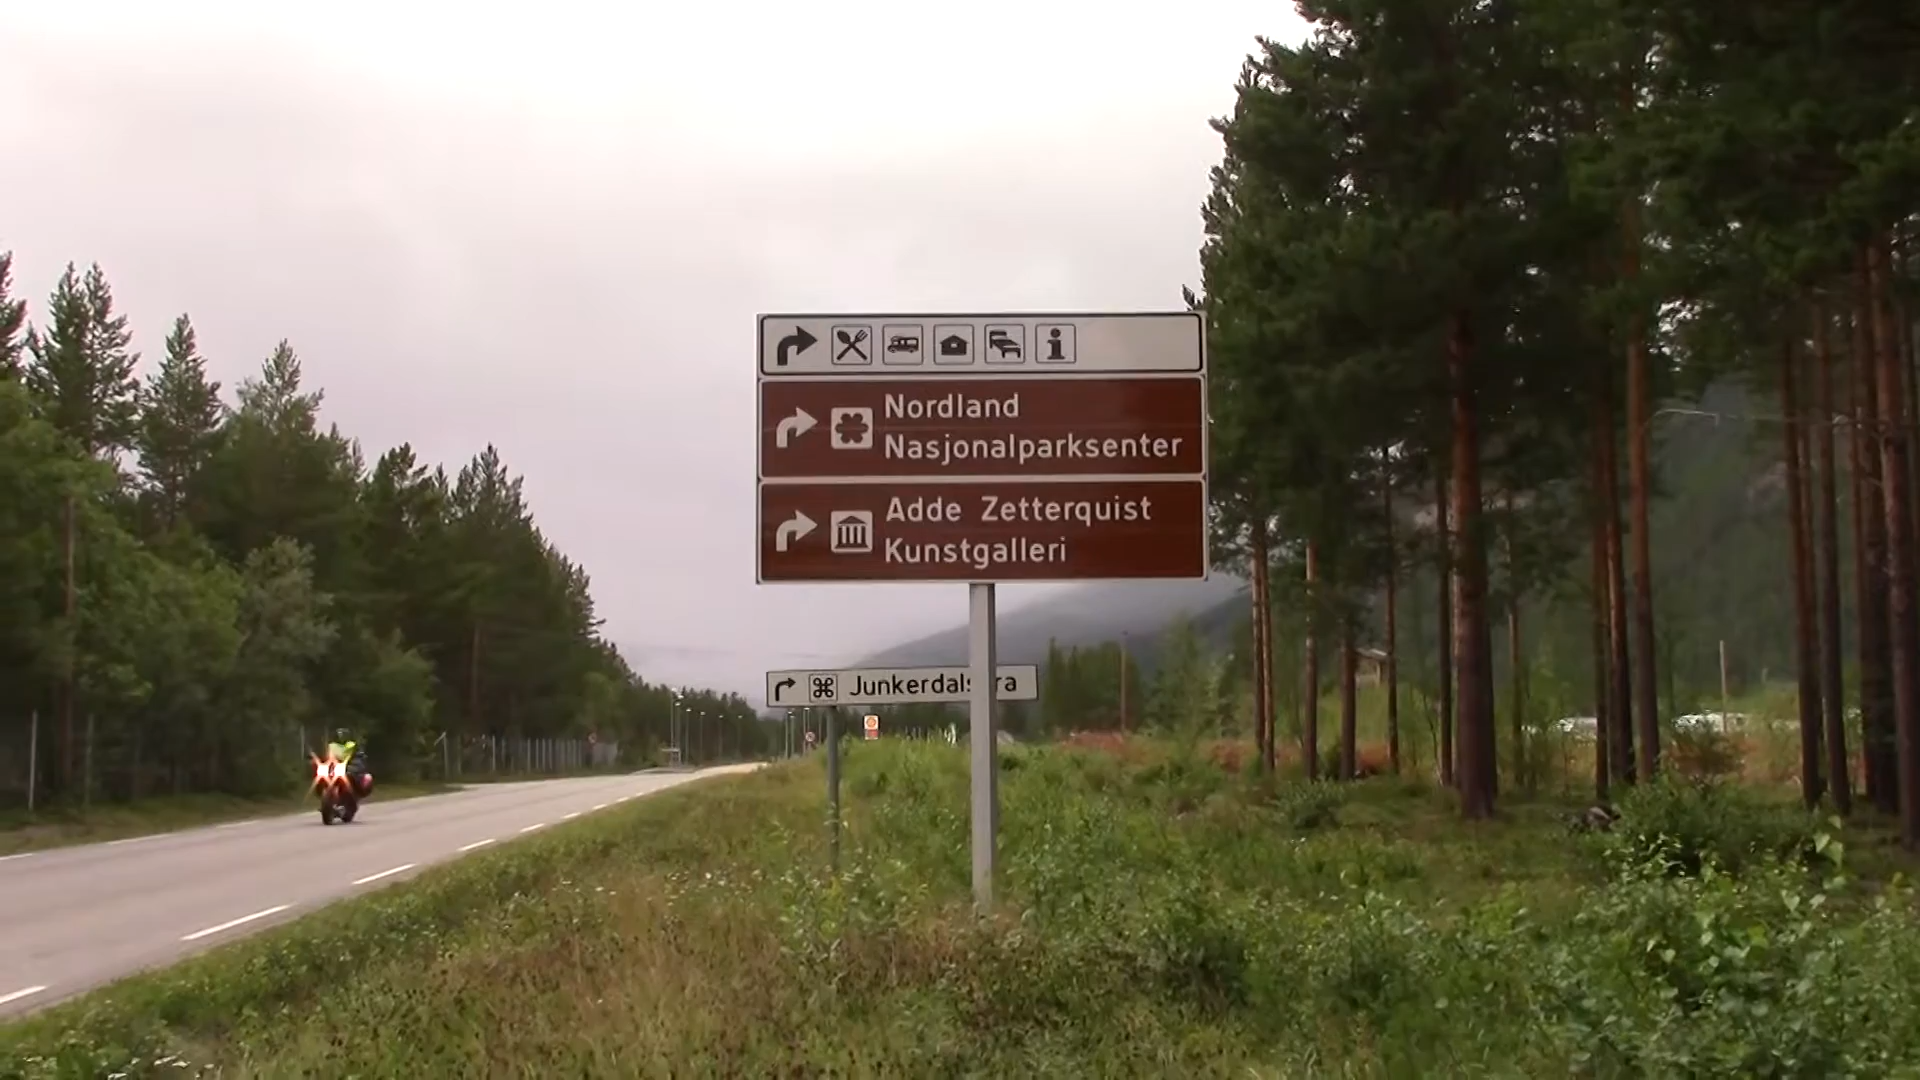 Nordland
Nasjonalparksenter
Adde Zetterquist
Kunstgalleri